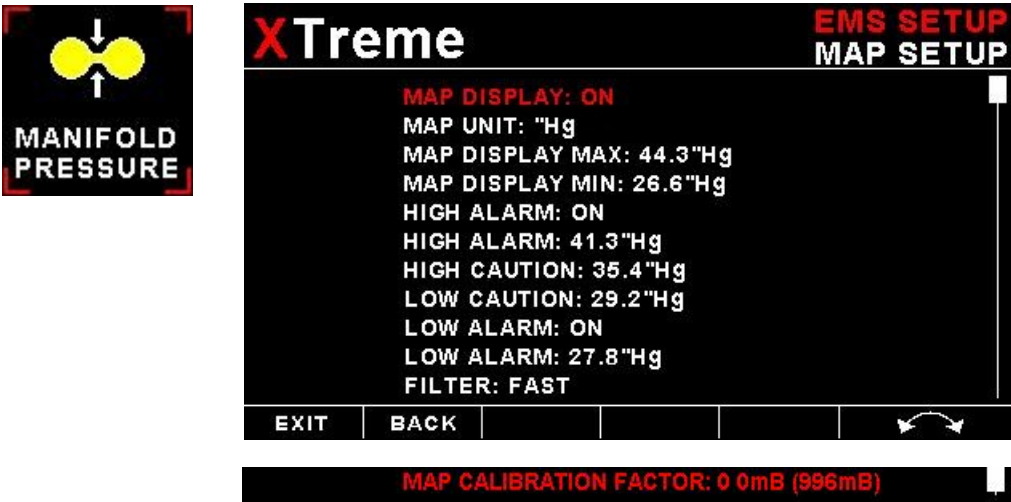 MANIFOLD
PRESSURE
XTreme
EMS SETUP
MAP SETUP
MAP DISPLAY: ON
MAP UNIT: "Hg
MAP DISPLAY MAX: 44.3"Hg
MAP DISPLAY MIN: 26.6"Hg
HIGH ALARM: ON
HIGH ALARM: 41.3"Hg
HIGH CAUTION: 35.4"Hg
LOW CAUTION: 29.2"Hg
LOW ALARM: ON
LOW ALARM: 27.8"Hg
FILTER: FAST
EXIT BACK
MAP CALIBRATION FACTOR: 0 0mB (996mB)